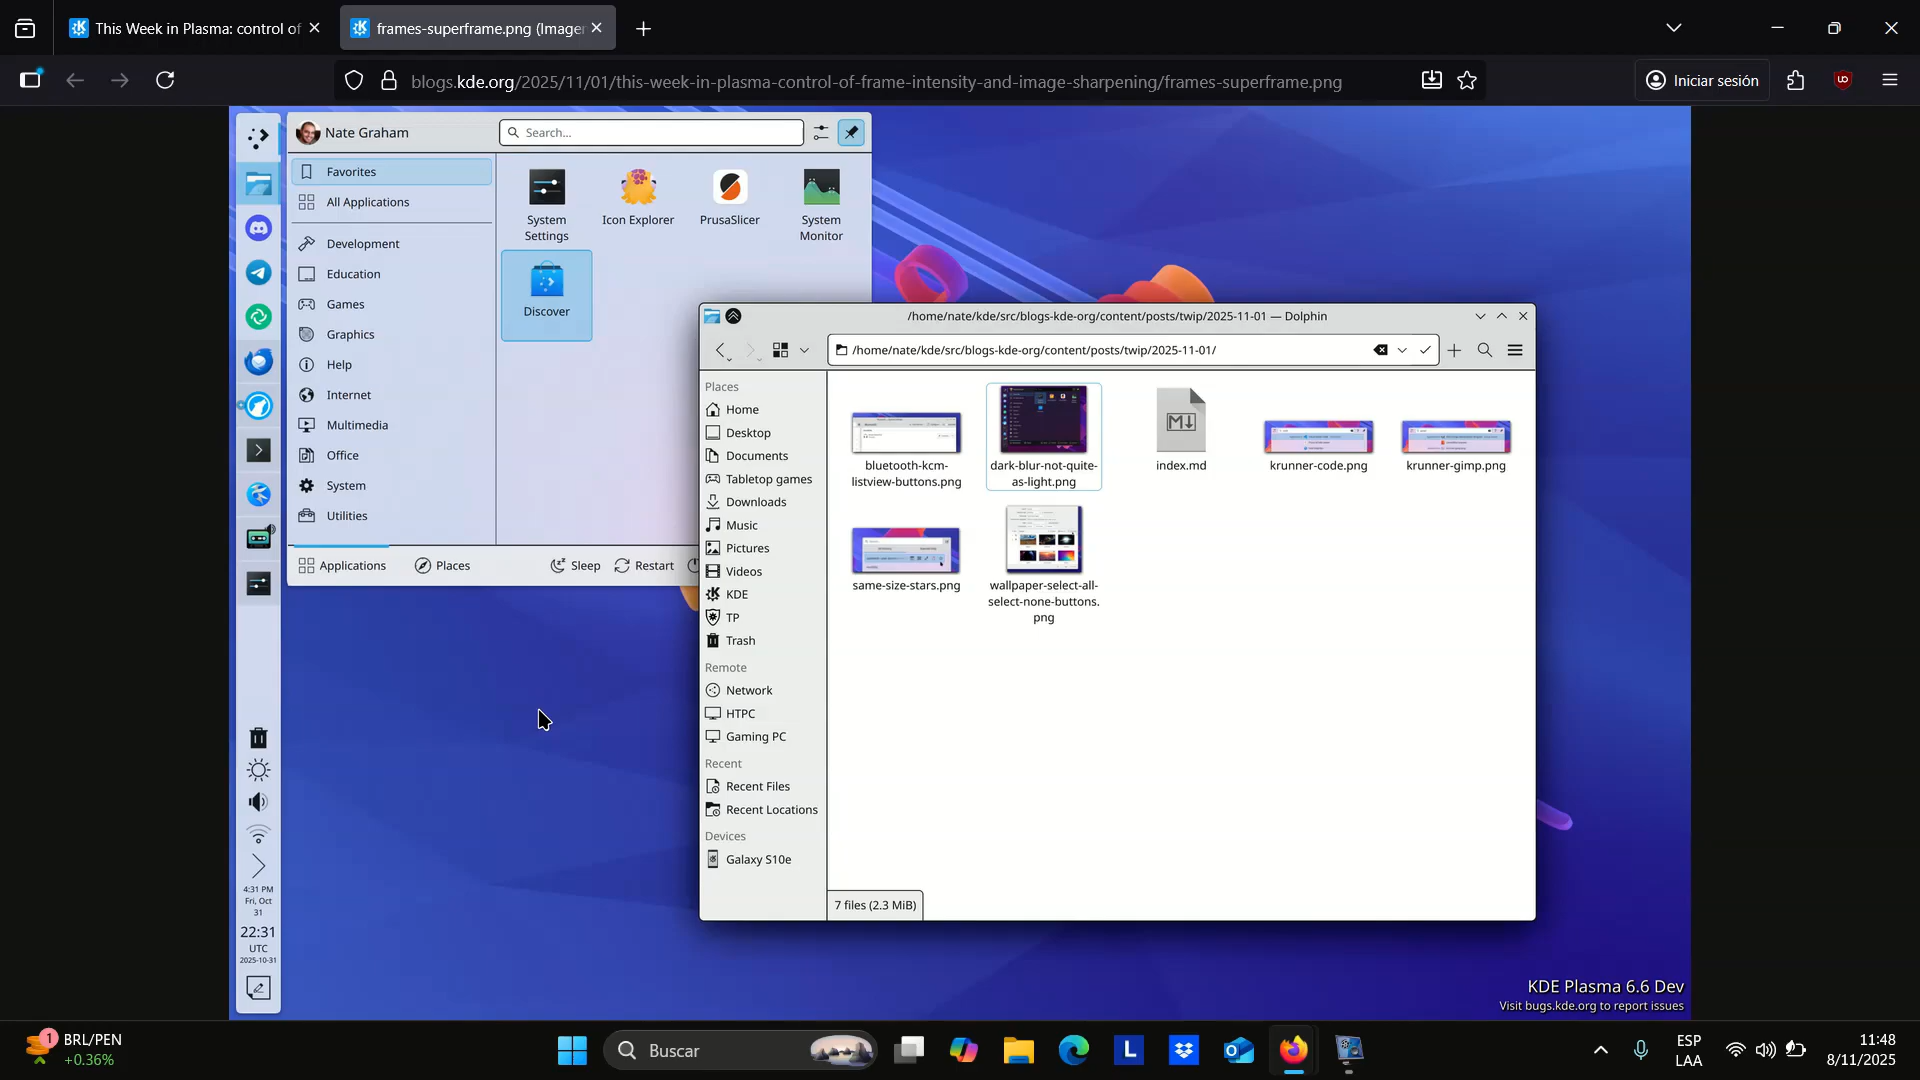 This Week in Plasma: control of
frames-superframe.png (Image
blogs.kde.org/2025/11/01/this-week-in-plasma-control-of-frame-intensity-and-image-sharpening/frames-superframe.png
Iniciar sesión
Nate Graham
Search...
Favorites
All Applications
Development
Education
Games
Graphics
Help
Internet
Multimedia
Office
System
Utilities
System
Settings
Icon Explorer
PrusaSlicer
System
Monitor
Discover
Applications
Places
Sleep
Restart
/home/nate/kde/src/blogs-kde-org/content/posts/twip/2025-11-01 — Dolphin
/home/nate/kde/src/blogs-kde-org/content/posts/twip/2025-11-01/
Places
Home
Desktop
Documents
Tabletop games
Downloads
Music
Pictures
Videos
KDE
TP
Trash
Remote
Network
HTPC
Gaming PC
Recent
Recent Files
Recent Locations
Devices
Galaxy S10e
bluetooth-kcm-
listview-buttons.png
dark-blur-not-quite-
as-light.png
index.md
krunner-code.png
krunner-gimp.png
same-size-stars.png
wallpaper-select-all-
select-none-buttons.
png
7 files (2.3 MiB)
4:31 PM
Fri, Oct
31
22:31
UTC
2025-10-31
KDE Plasma 6.6 Dev
Visit bugs.kde.org to report issues
1
BRL/PEN
+0.36%
Buscar
L
ESP
LAA
11:48
8/11/2025